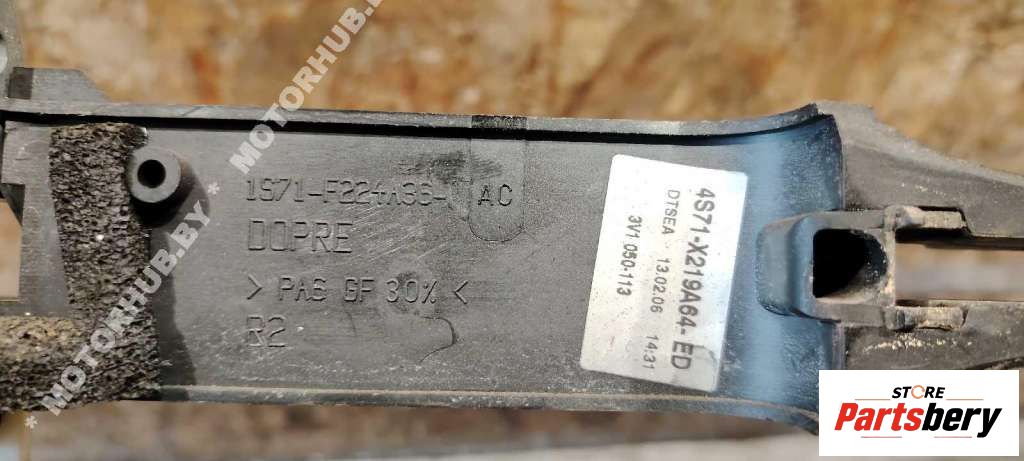 MOTORHUB.BY * MOTORHUB.BY *
1S71-F224A36-AC
DOPRE
> PA6 GF 30% <
R2
4S71-X219A64-ED
DTSEA 13.02.06 14:31
3V1 050-113
STORE
Partsbery